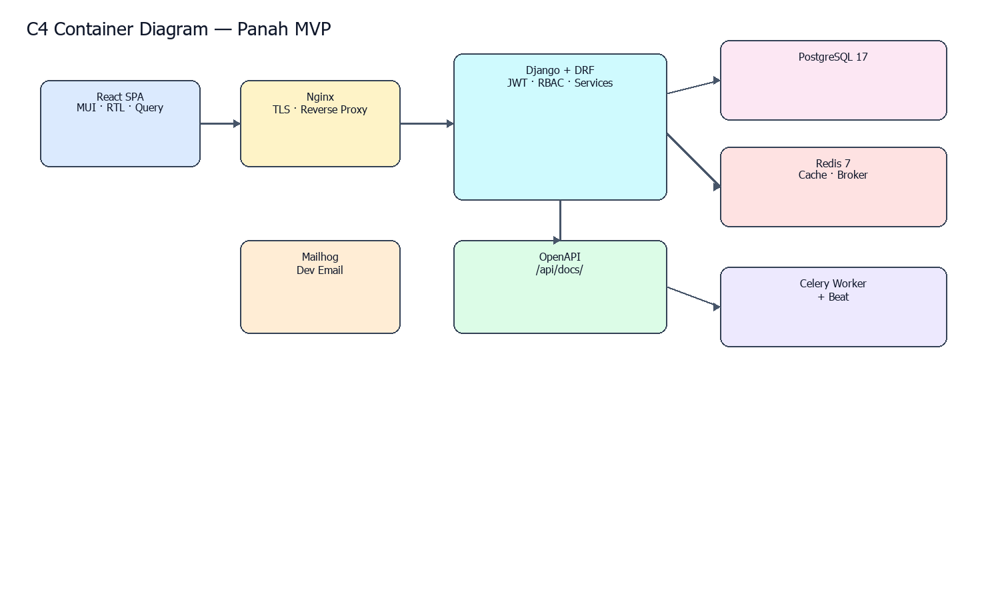 C4 Container Diagram — Panah MVP
React SPA
MUI · RTL · Query
Nginx
TLS · Reverse Proxy
Django + DRF
JWT · RBAC · Services
PostgreSQL 17
Redis 7
Cache · Broker
Mailhog
Dev Email
OpenAPI
/api/docs/
Celery Worker
+ Beat